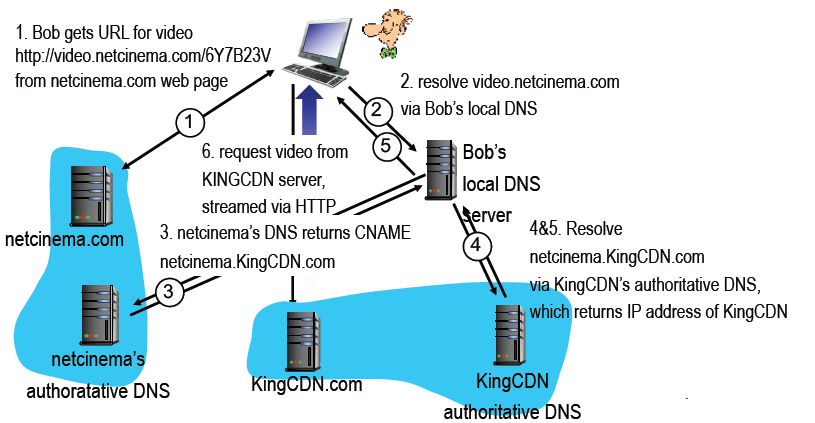 1. Bob gets URL for video
http://video.netcinema.com/6Y7B23V
from netcinema.com web page
2. resolve video.netcinema.com
via Bob's local DNS
1
2
5
6. request video from
KINGCDN server,
streamed via HTTP
Bob's
local DNS
server
netcinema.com
3. netcinema's DNS returns CNAME
netcinema.KingCDN.com
4
4&5. Resolve
netcinema.KingCDN.com
via KingCDN's authoritative DNS,
which returns IP address of KingCDN
3
netcinema's
authoratative DNS
KingCDN.com
KingCDN
authoritative DNS